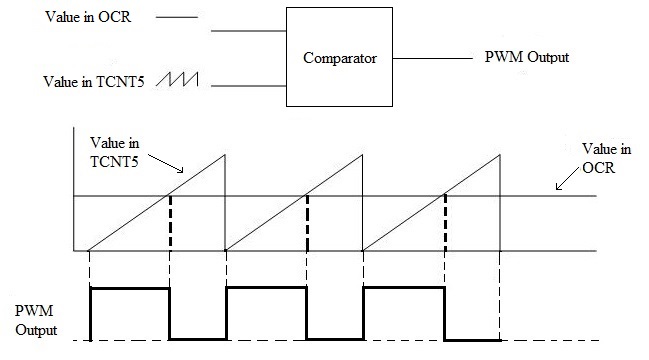 Value in OCR
Value in TCNT5
Comparator
PWM Output
Value in
TCNT5
Value in
OCR
PWM
Output